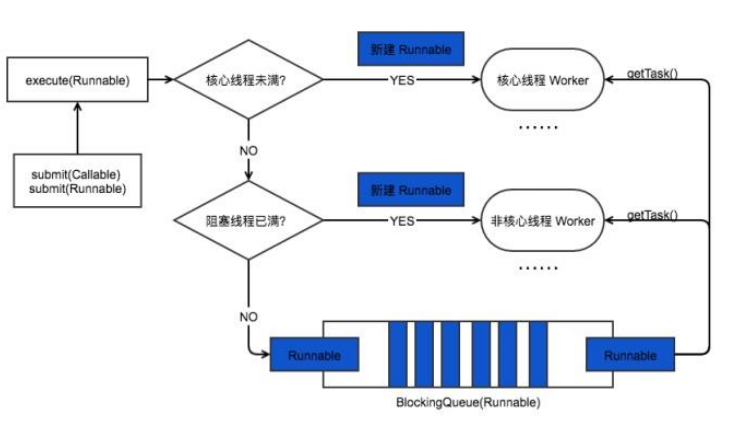 新建 Runnable
execute(Runnable)
核心线程未满?
YES
核心线程 Worker
getTask()
......
NO
submit(Callable)
submit(Runnable)
新建 Runnable
阻塞线程已满?
YES
非核心线程 Worker
getTask()
......
NO
Runnable
Runnable
BlockingQueue(Runnable)